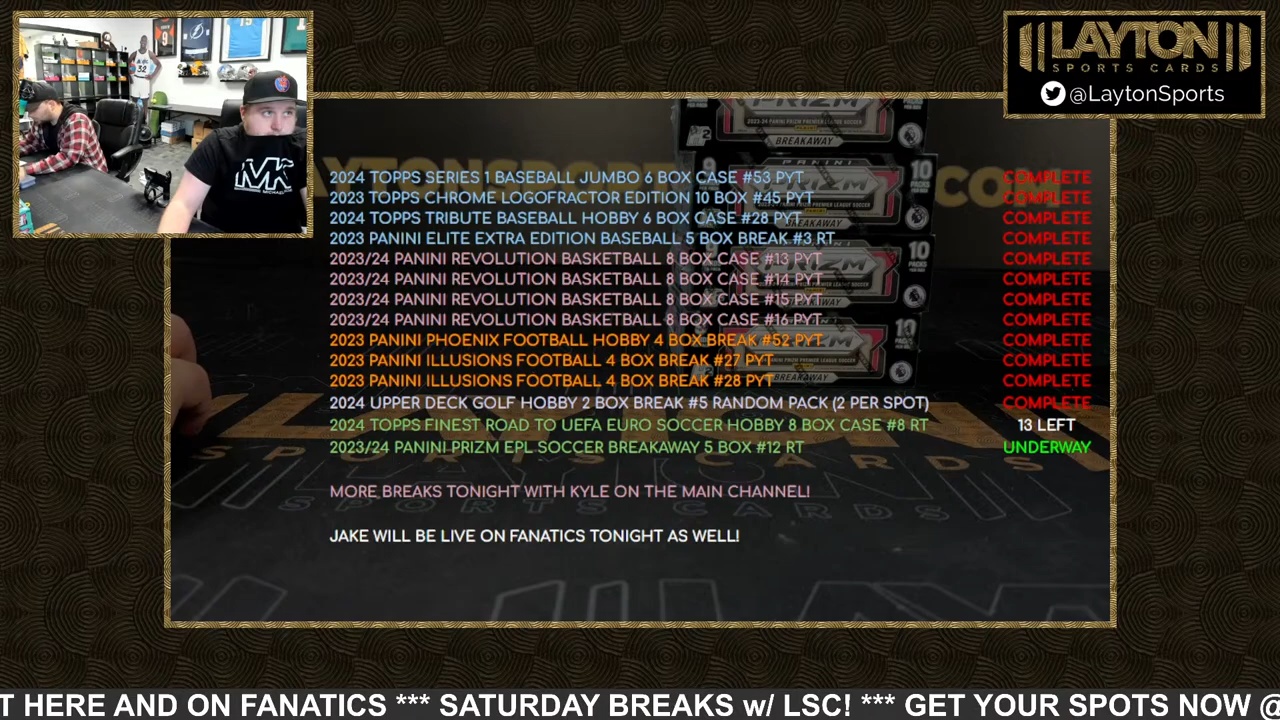 LAYTON
SPORTS CARDS
@LaytonSports
2024 TOPPS SERIES 1 BASEBALL JUMBO 6 BOX CASE #53 PYT COMPLETE
2023 TOPPS CHROME LOGOFRACTOR EDITION 10 BOX #45 PYT COMPLETE
2024 TOPPS TRIBUTE BASEBALL HOBBY 6 BOX CASE #28 PYT COMPLETE
2023 PANINI ELITE EXTRA EDITION BASEBALL 5 BOX BREAK #3 RT COMPLETE
2023/24 PANINI REVOLUTION BASKETBALL 8 BOX CASE #13 PYT COMPLETE
2023/24 PANINI REVOLUTION BASKETBALL 8 BOX CASE #14 PYT COMPLETE
2023/24 PANINI REVOLUTION BASKETBALL 8 BOX CASE #15 PYT COMPLETE
2023/24 PANINI REVOLUTION BASKETBALL 8 BOX CASE #16 PYT COMPLETE
2023 PANINI PHOENIX FOOTBALL HOBBY 4 BOX BREAK #52 PYT COMPLETE
2023 PANINI ILLUSIONS FOOTBALL 4 BOX BREAK #27 PYT COMPLETE
2023 PANINI ILLUSIONS FOOTBALL 4 BOX BREAK #28 PYT COMPLETE
2024 UPPER DECK GOLF HOBBY 2 BOX BREAK #5 RANDOM PACK (2 PER SPOT) COMPLETE
2024 TOPPS FINEST ROAD TO UEFA EURO SOCCER HOBBY 8 BOX CASE #8 RT 13 LEFT
2023/24 PANINI PRIZM EPL SOCCER BREAKAWAY 5 BOX #12 RT UNDERWAY
MORE BREAKS TONIGHT WITH KYLE ON THE MAIN CHANNEL!
JAKE WILL BE LIVE ON FANATICS TONIGHT AS WELL!
T HERE AND ON FANATICS *** SATURDAY BREAKS w/ LSC! *** GET YOUR SPOTS NOW @